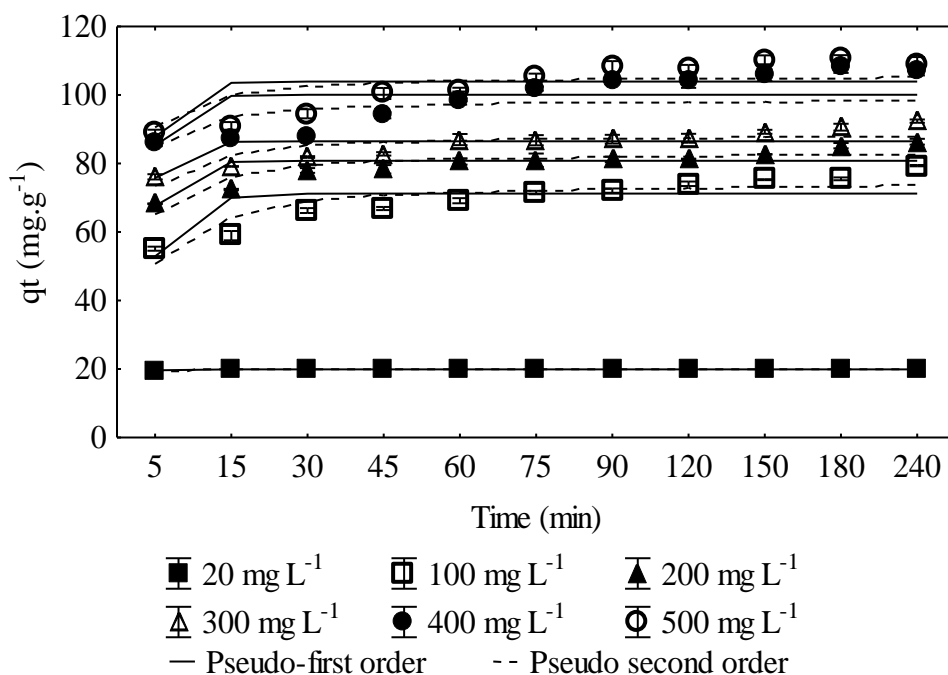 120
100
80
60
40
20
0
qt (mg.g⁻¹)
5 15 30 45 60 75 90 120 150 180 240
Time (min)
20 mg L⁻¹ 100 mg L⁻¹ 200 mg L⁻¹
300 mg L⁻¹ 400 mg L⁻¹ 500 mg L⁻¹
Pseudo-first order Pseudo second order